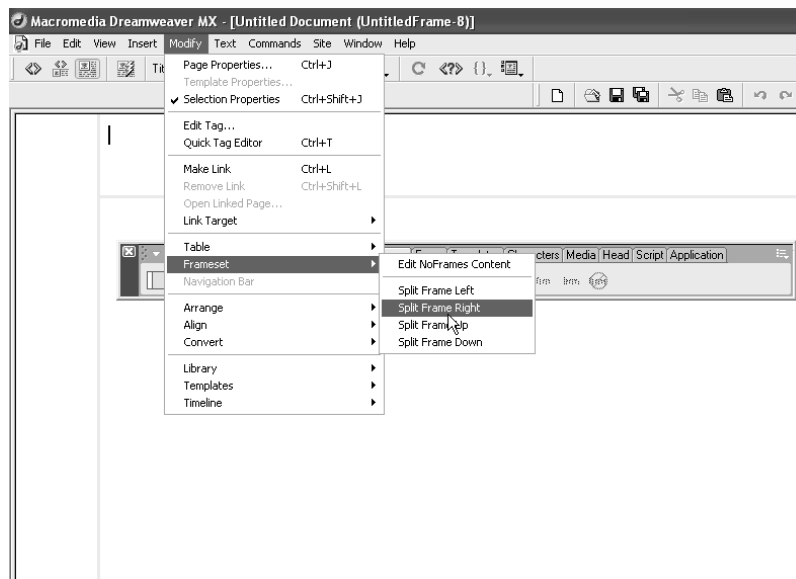 Macromedia Dreamweaver MX - [Untitled Document (UntitledFrame-8)]
File Edit View Insert Modify Text Commands Site Window Help
Page Properties... Ctrl+J
Template Properties...
Selection Properties Ctrl+Shift+J
Edit Tag...
Quick Tag Editor Ctrl+T
Make Link Ctrl+L
Remove Link Ctrl+Shift+L
Open Linked Page...
Link Target
Table
Frameset
Navigation Bar
Arrange
Align
Convert
Library
Templates
Timeline
Media Head Script Application
Edit NoFrames Content
Split Frame Left
Split Frame Right
Split Frame Up
Split Frame Down